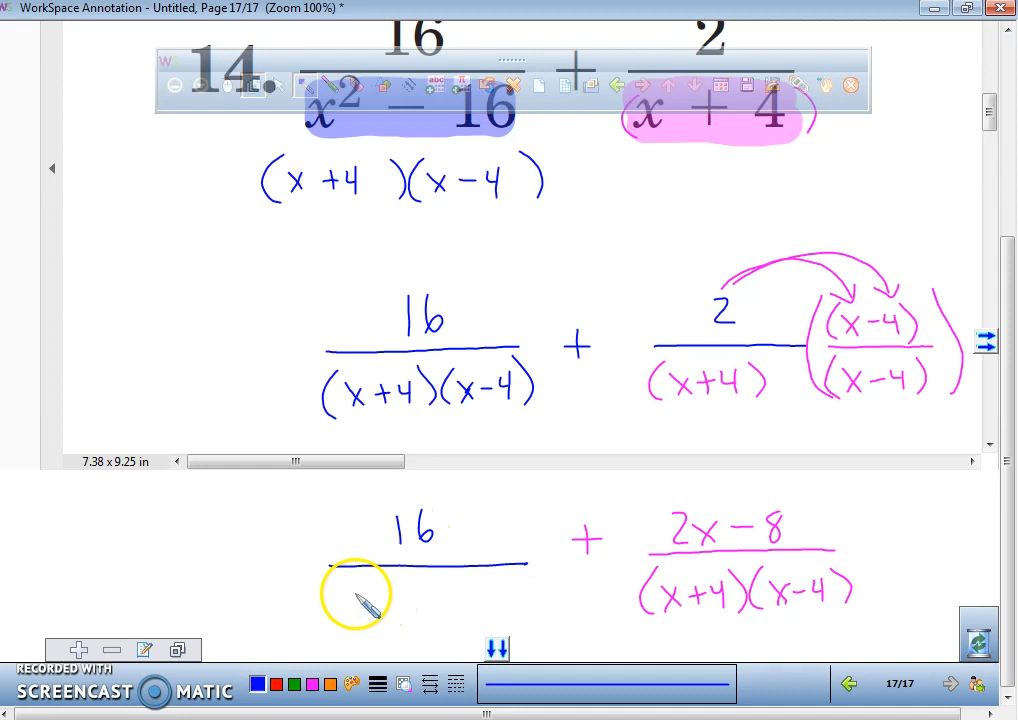 WorkSpace Annotation - Untitled, Page 17/17 (Zoom 100%) *
14. 16 / x² − 16 + 2 / x + 4
(x + 4)(x − 4)
16 + 2 (x − 4)
(x + 4)(x − 4) (x + 4) (x − 4)
7.38 x 9.25 in
16 + 2x − 8
(x + 4)(x − 4)
RECORDED WITH
SCREENCAST MATIC
17/17